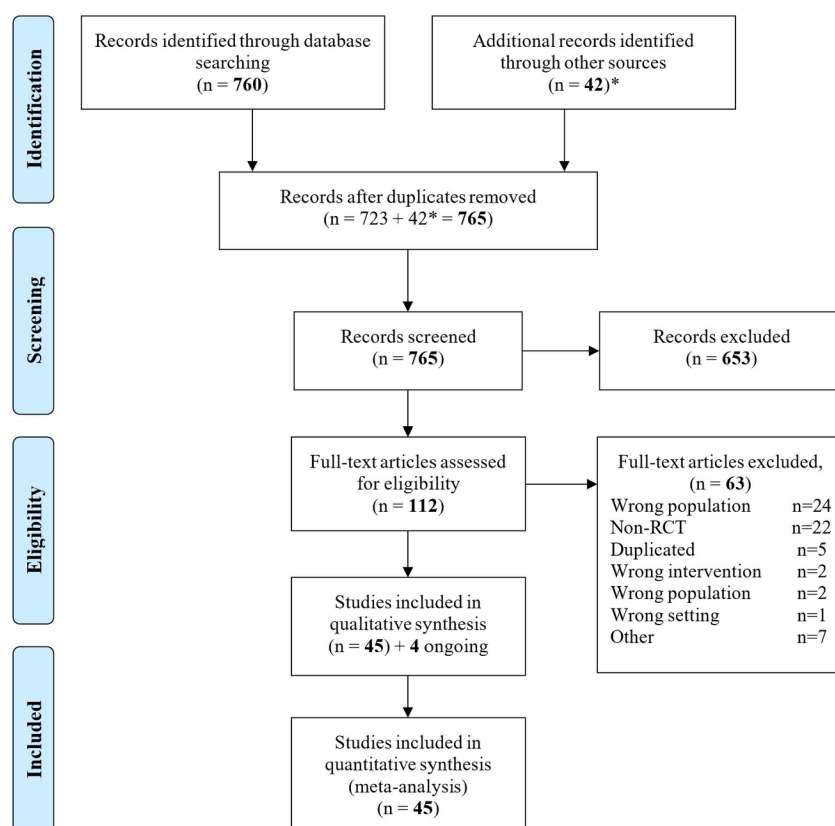 Identification
Records identified through database
searching
(n = 760)
Additional records identified
through other sources
(n = 42)*
Records after duplicates removed
(n = 723 + 42* = 765)
Screening
Records screened
(n = 765)
Records excluded
(n = 653)
Eligibility
Full-text articles assessed
for eligibility
(n = 112)
Full-text articles excluded,
(n = 63)
Wrong population n=24
Non-RCT n=22
Duplicated n=5
Wrong intervention n=2
Wrong population n=2
Wrong setting n=1
Other n=7
Studies included in
qualitative synthesis
(n = 45) + 4 ongoing
Included
Studies included in
quantitative synthesis
(meta-analysis)
(n = 45)